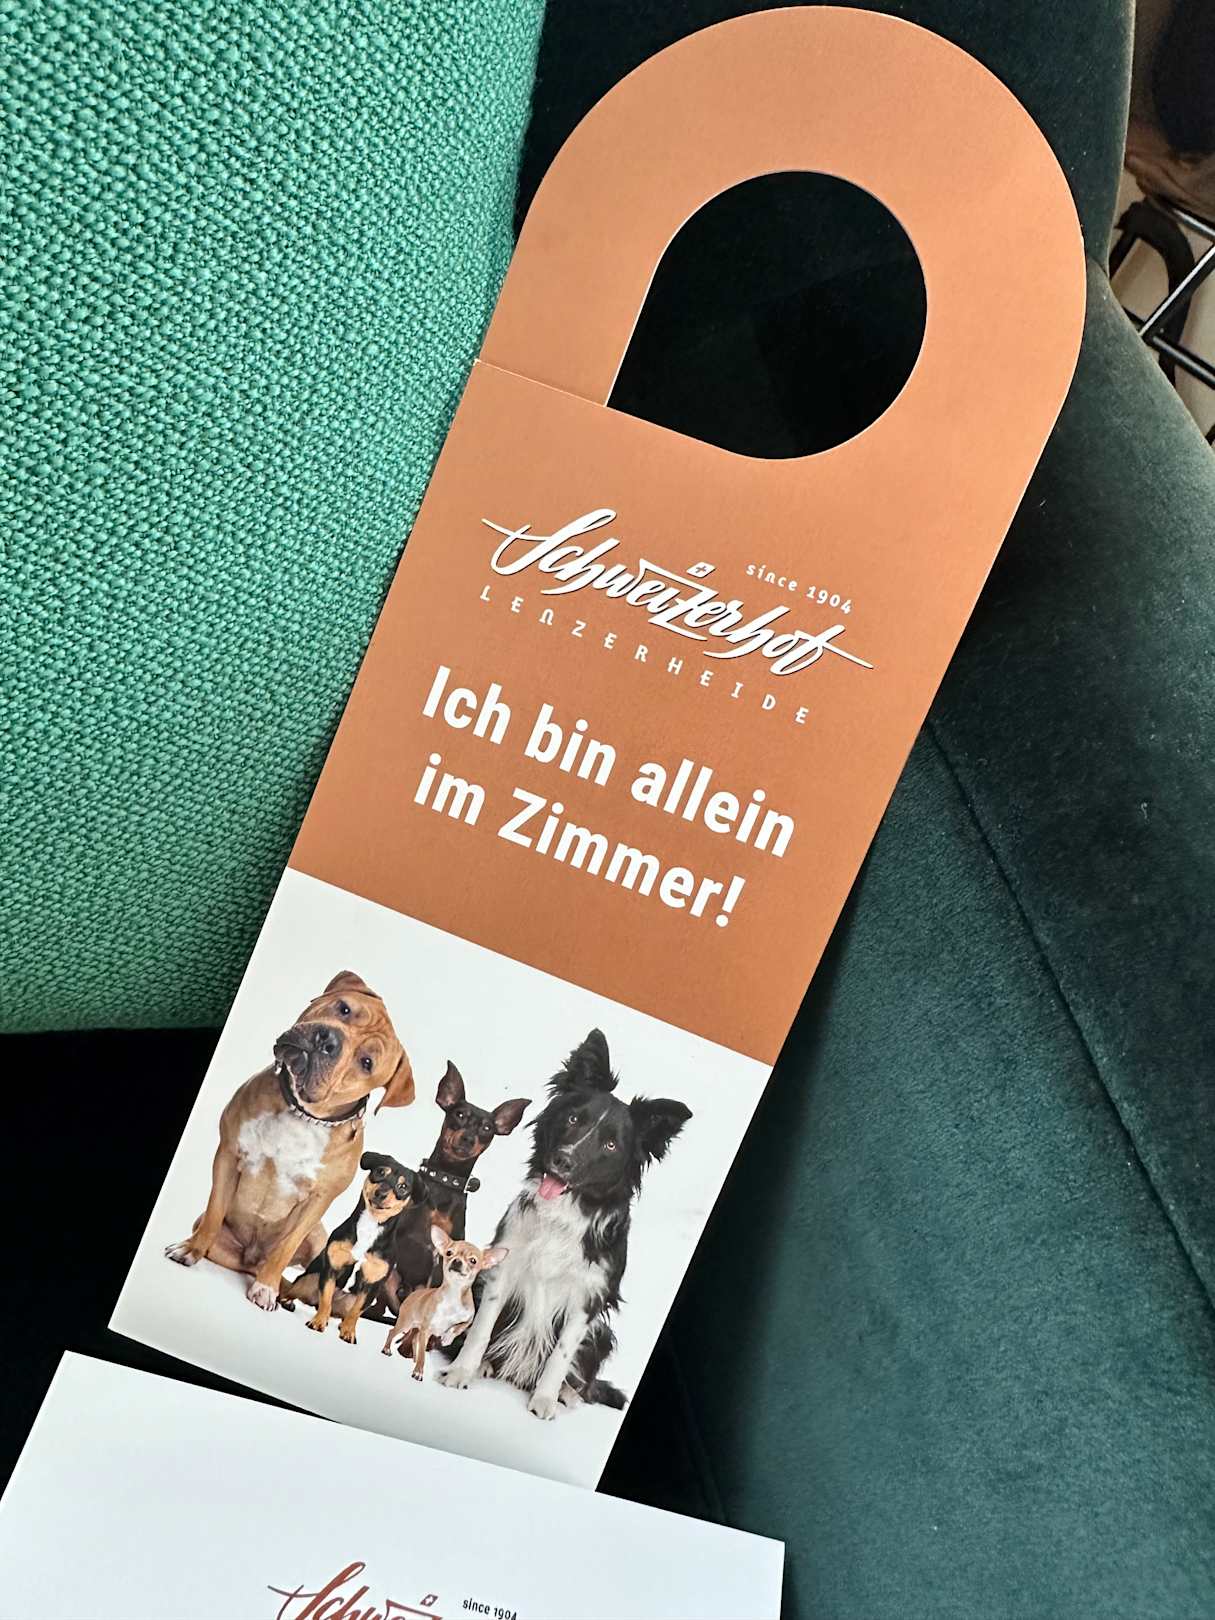 Schweizerhof
since 1904
LENZERHEIDE
Ich bin allein
im Zimmer!
since 1904